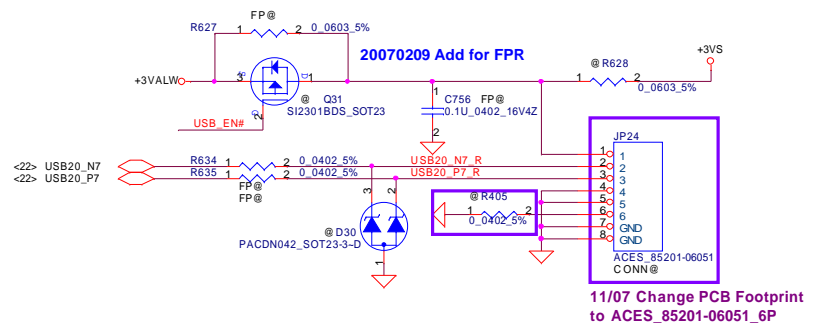 FP@
R627 1 2 0_0603_5%
20070209 Add for FPR
+3VS
+3VALW 3 S D 1
@ R628
1 2
0_0603_5%
@ Q31
SI2301BDS_SOT23
G 2
USB_EN#
1
C756 FP@
0.1U_0402_16V4Z
2
JP24
<22> USB20_N7 R634 1 2 0_0402_5% USB20_N7_R
<22> USB20_P7 R635 1 2 0_0402_5% USB20_P7_R
FP@
FP@
3 2
@ D30
PACDN042_SOT23-3~D
1
@ R405
1 2
0_0402_5%
1 1
2 2
3 3
4 4
5 5
6 6
7 GND
8 GND
ACES_85201-06051
CONN@
11/07 Change PCB Footprint
to ACES_85201-06051_6P